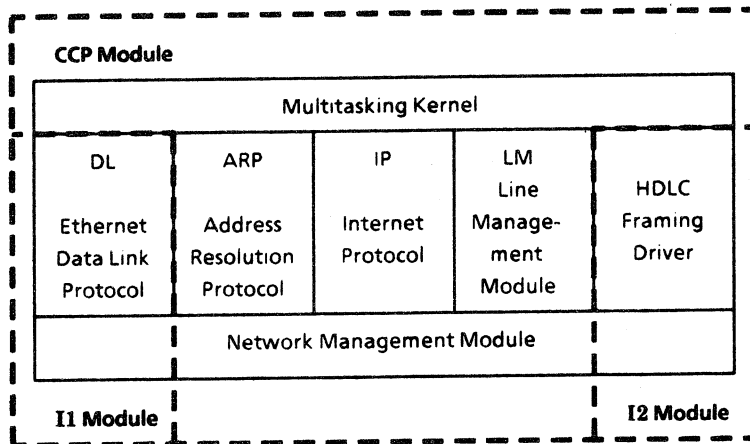 CCP Module
Multitasking Kernel
DL
Ethernet
Data Link
Protocol
ARP
Address
Resolution
Protocol
IP
Internet
Protocol
LM
Line
Manage-
ment
Module
HDLC
Framing
Driver
Network Management Module
I1 Module
I2 Module